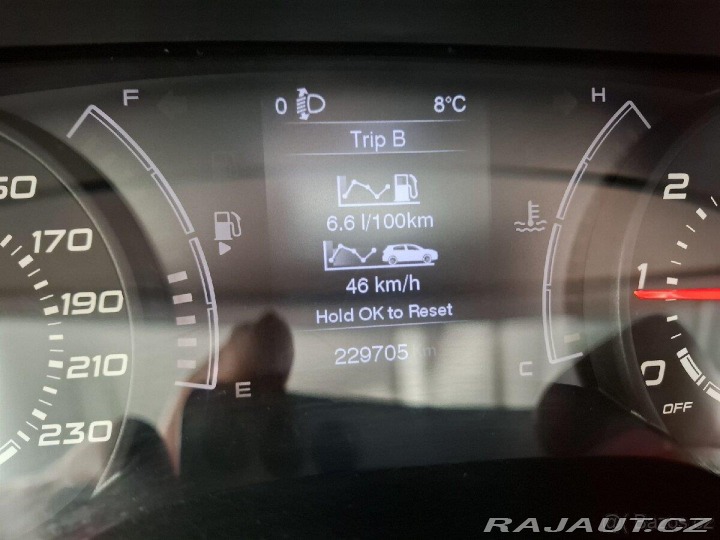 F
0
8°C
H
Trip B
6.6 l/100km
46 km/h
Hold OK to Reset
229705 km
E
C
170
190
210
230
2
1
0
OFF
RAJAUT.CZ